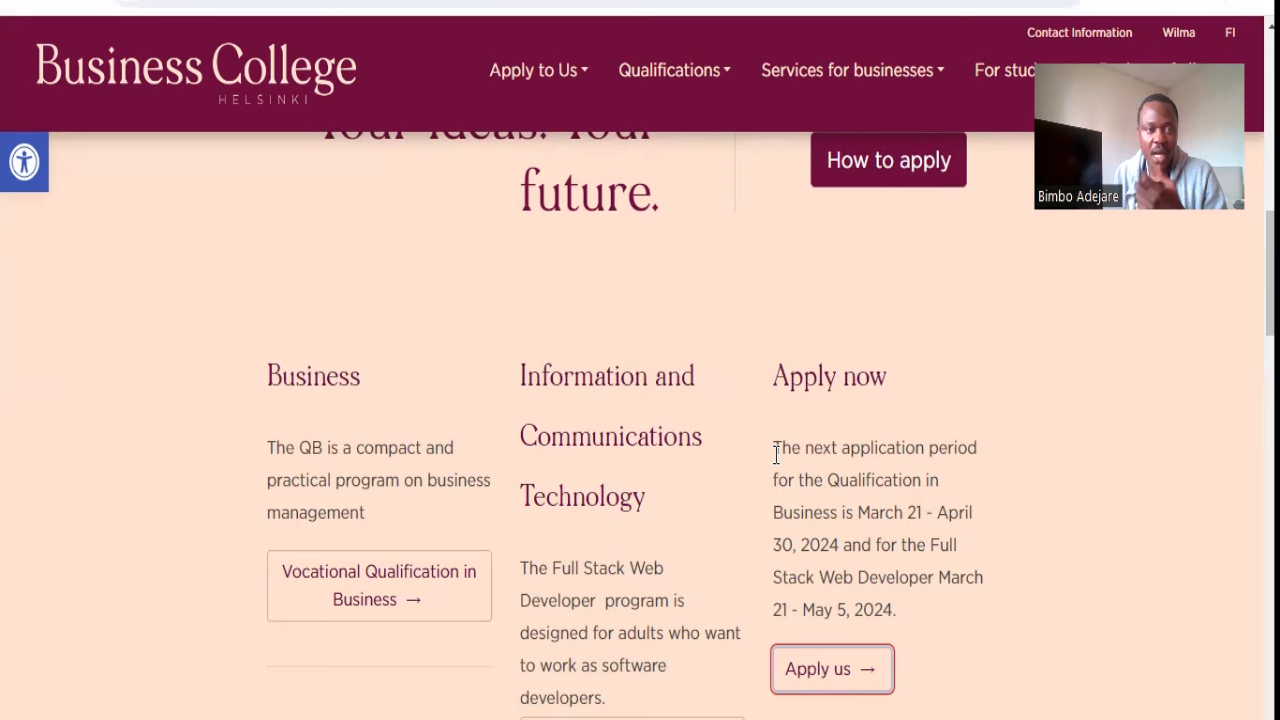 Contact Information Wilma FI
Business College
HELSINKI
Apply to Us Qualifications Services for businesses For stud
future.
How to apply
Bimbo Adejare
Business
The QB is a compact and
practical program on business
management
Vocational Qualification in
Business →
Information and
Communications
Technology
The Full Stack Web
Developer program is
designed for adults who want
to work as software
developers.
Apply now
The next application period
for the Qualification in
Business is March 21 - April
30, 2024 and for the Full
Stack Web Developer March
21 - May 5, 2024.
Apply us →